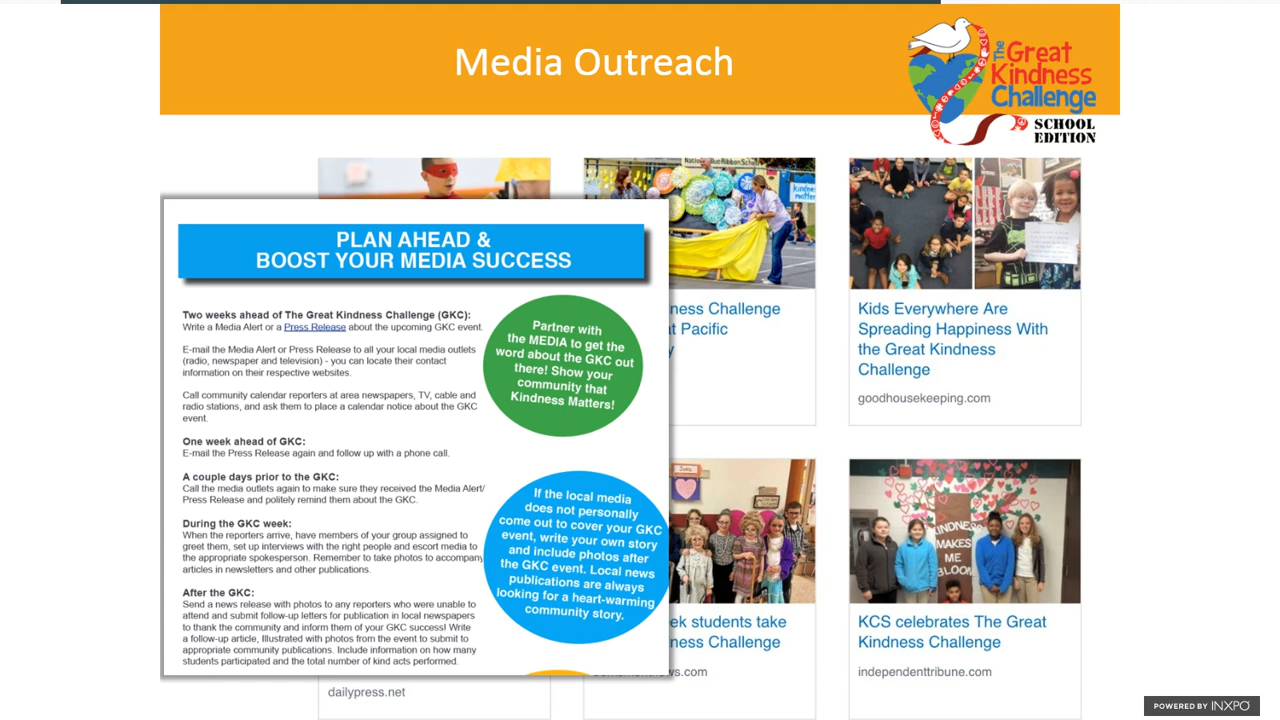 Media Outreach
The
Great
Kindness
Challenge
SCHOOL
EDITION
PLAN AHEAD &
BOOST YOUR MEDIA SUCCESS
Two weeks ahead of The Great Kindness Challenge (GKC):
Write a Media Alert or a Press Release about the upcoming GKC event.
E-mail the Media Alert or Press Release to all your local media outlets
(radio, newspaper and television) - you can locate their contact
information on their respective websites.
Call community calendar reporters at area newspapers, TV, cable and
radio stations, and ask them to place a calendar notice about the GKC
event.
One week ahead of GKC:
E-mail the Press Release again and follow up with a phone call.
A couple days prior to the GKC:
Call the media outlets again to make sure they received the Media Alert/
Press Release and politely remind them about the GKC.
During the GKC week:
When the reporters arrive, have members of your group assigned to
greet them, set up interviews with the right people and escort media to
the appropriate spokesperson. Remember to take photos to accompany
articles in newsletters and other publications.
After the GKC:
Send a news release with photos to any reporters who were unable to
attend and submit follow-up letters for publication in local newspapers
to thank the community and inform them of your GKC success! Write
a follow-up article, Illustrated with photos from the event to submit to
appropriate community publications. Include information on how many
students participated and the total number of kind acts performed.
Partner with
the MEDIA to get the
word about the GKC out
there! Show your
community that
Kindness Matters!
If the local media
does not personally
come out to cover your GKC
event, write your own story
and include photos after
the GKC event. Local news
publications are always
looking for a heart-warming
community story.
Blue Ribbon
kindness
matters
ness Challenge
t Pacific
y
Kids Everywhere Are
Spreading Happiness With
the Great Kindness
Challenge
goodhousekeeping.com
ek students take
ness Challenge
ws.com
KINDNESS
MAKES
ME
BLOOM
KCS celebrates The Great
Kindness Challenge
independenttribune.com
dailypress.net
POWERED BY INXPO